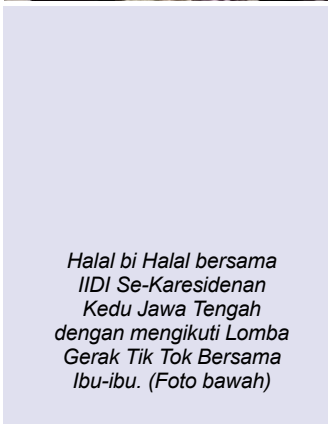 Halal bi Halal bersama
IIDI Se-Karesidenan
Kedu Jawa Tengah
dengan mengikuti Lomba
Gerak Tik Tok Bersama
Ibu-ibu. (Foto bawah)